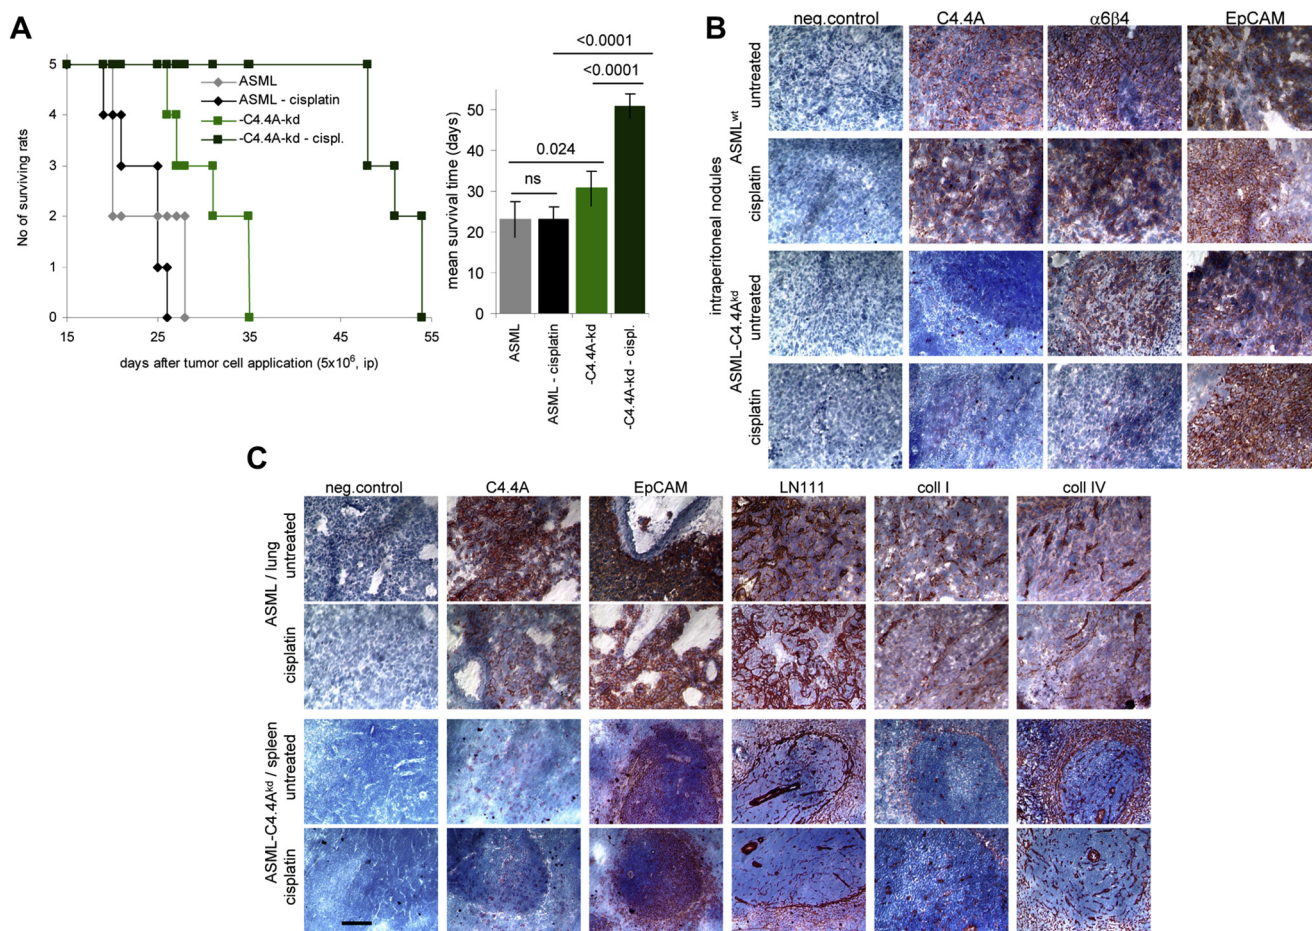 A
No of surviving rats
5
4
3
2
1
0
15
25
35
45
55
days after tumor cell application (5x10⁶, ip)
ASML
ASML - cisplatin
-C4.4A-kd
-C4.4A-kd - cispl.
mean survival time (days)
50
40
30
20
10
0
<0.0001
<0.0001
0.024
ns
ASML
ASML - cisplatin
-C4.4A-kd
-C4.4A-kd - cispl.
B
neg.control C4.4A α6β4 EpCAM
intraperitoneal nodules
ASMLʷᵗ
untreated
cisplatin
ASML-C4.4Aᵏᵈ
untreated
cisplatin
C
neg.control C4.4A EpCAM LN111 coll I coll IV
ASML / lung
untreated
cisplatin
ASML-C4.4Aᵏᵈ / spleen
untreated
cisplatin